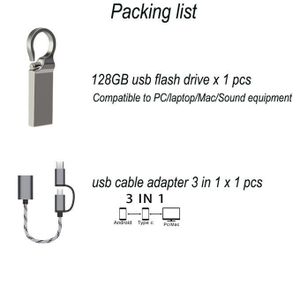 Packing list
128GB usb flash drive x 1 pcs
Compatible to PC/laptop/Mac/Sound equipment
usb cable adapter 3 in 1 x 1 pcs
3 IN 1
Android Type c Pc/Mac